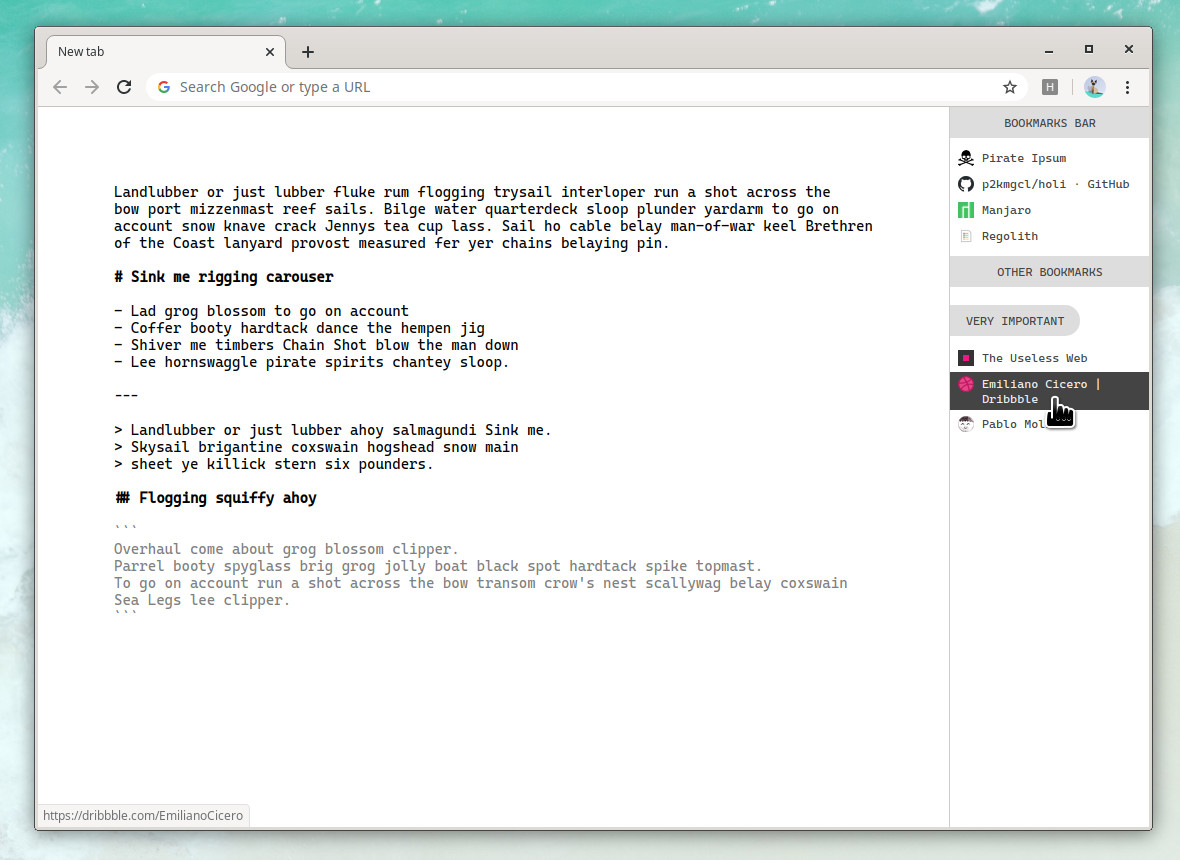 New tab
Search Google or type a URL
H
Landlubber or just lubber fluke rum flogging trysail interloper run a shot across the
bow port mizzenmast reef sails. Bilge water quarterdeck sloop plunder yardarm to go on
account snow knave crack Jennys tea cup lass. Sail ho cable belay man-of-war keel Brethren
of the Coast lanyard provost measured fer yer chains belaying pin.
# Sink me rigging carouser
- Lad grog blossom to go on account
- Coffer booty hardtack dance the hempen jig
- Shiver me timbers Chain Shot blow the man down
- Lee hornswaggle pirate spirits chantey sloop.
---
> Landlubber or just lubber ahoy salmagundi Sink me.
> Skysail brigantine coxswain hogshead snow main
> sheet ye killick stern six pounders.
## Flogging squiffy ahoy
```
Overhaul come about grog blossom clipper.
Parrel booty spyglass brig grog jolly boat black spot hardtack spike topmast.
To go on account run a shot across the bow transom crow's nest scallywag belay coxswain
Sea Legs lee clipper.
```
BOOKMARKS BAR
Pirate Ipsum
p2kmgcl/holi · GitHub
Manjaro
Regolith
OTHER BOOKMARKS
VERY IMPORTANT
The Useless Web
Emiliano Cicero |
Dribbble
Pablo
https://dribbble.com/EmilianoCicero